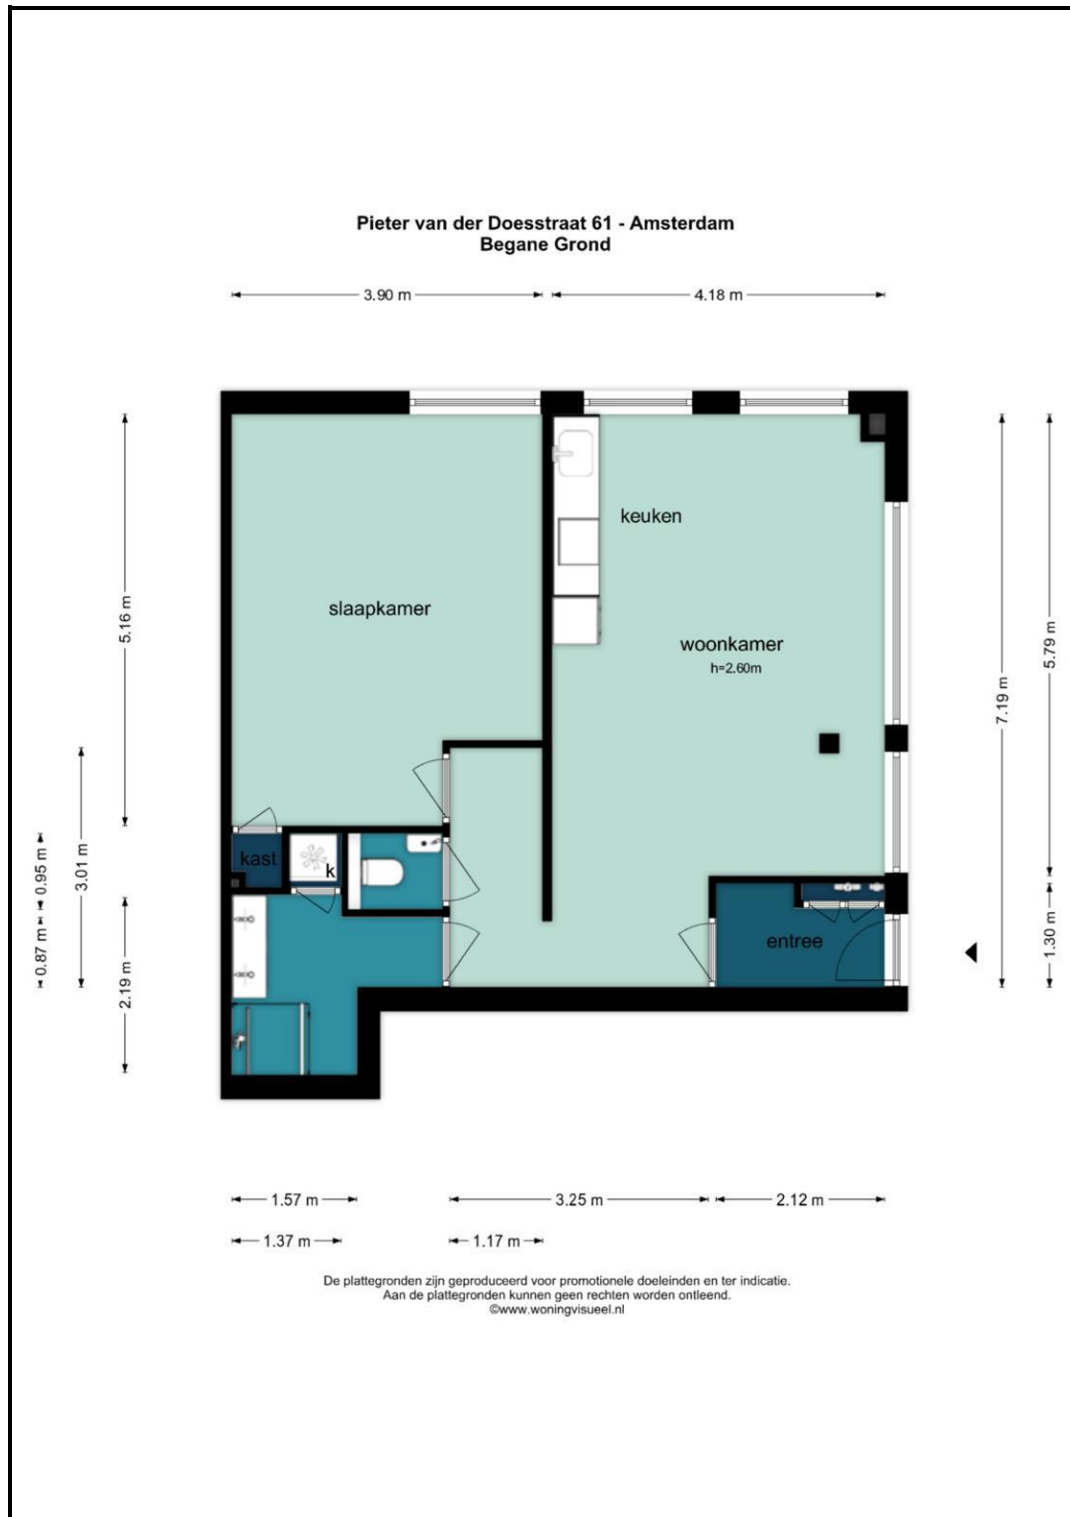 Pieter van der Doesstraat 61 - Amsterdam
Begane Grond
3.90 m
4.18 m
keuken
slaapkamer
woonkamer
h=2.60m
5.16 m
5.79 m
7.19 m
3.01 m
0.95 m
kast
k
entree
0.87 m
2.19 m
1.30 m
1.57 m
3.25 m
2.12 m
1.37 m
1.17 m
De plattegronden zijn geproduceerd voor promotionele doeleinden en ter indicatie.
Aan de plattegronden kunnen geen rechten worden ontleend.
©www.woningvisueel.nl